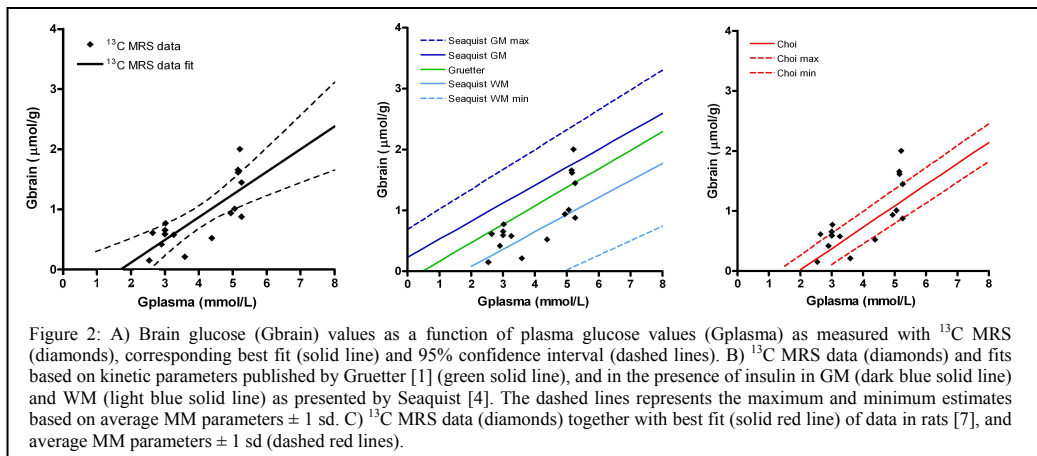 A)
B)
C)
¹³C MRS data
¹³C MRS data fit
Gbrain (μmol/g)
4
3
2
1
0
0 1 2 3 4 5 6 7 8
Gplasma (mmol/L)
Seaquist GM max
Seaquist GM
Gruetter
Seaquist WM
Seaquist WM min
Gbrain (μmol/g)
4
3
2
1
0
0 1 2 3 4 5 6 7 8
Gplasma (mmol/L)
Choi
Choi max
Choi min
Gbrain (μmol/g)
4
3
2
1
0
0 1 2 3 4 5 6 7 8
Gplasma (mmol/L)
Figure 2: A) Brain glucose (Gbrain) values as a function of plasma glucose values (Gplasma) as measured with ¹³C MRS
(diamonds), corresponding best fit (solid line) and 95% confidence interval (dashed lines). B) ¹³C MRS data (diamonds) and fits
based on kinetic parameters published by Gruetter [1] (green solid line), and in the presence of insulin in GM (dark blue solid line)
and WM (light blue solid line) as presented by Seaquist [4]. The dashed lines represents the maximum and minimum estimates
based on average MM parameters ± 1 sd. C) ¹³C MRS data (diamonds) together with best fit (solid red line) of data in rats [7], and
average MM parameters ± 1 sd (dashed red lines).